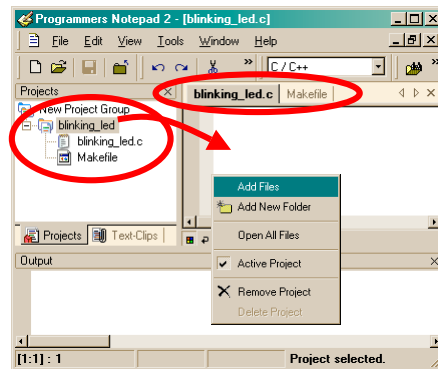 Programmers Notepad 2 - [blinking_led.c]
File Edit View Tools Window Help
C / C++
Projects
blinking_led.c Makefile
New Project Group
blinking_led
blinking_led.c
Makefile
Add Files
Add New Folder
Open All Files
Active Project
Remove Project
Delete Project
Projects Text-Clips
Output
[1:1] : 1 Project selected.